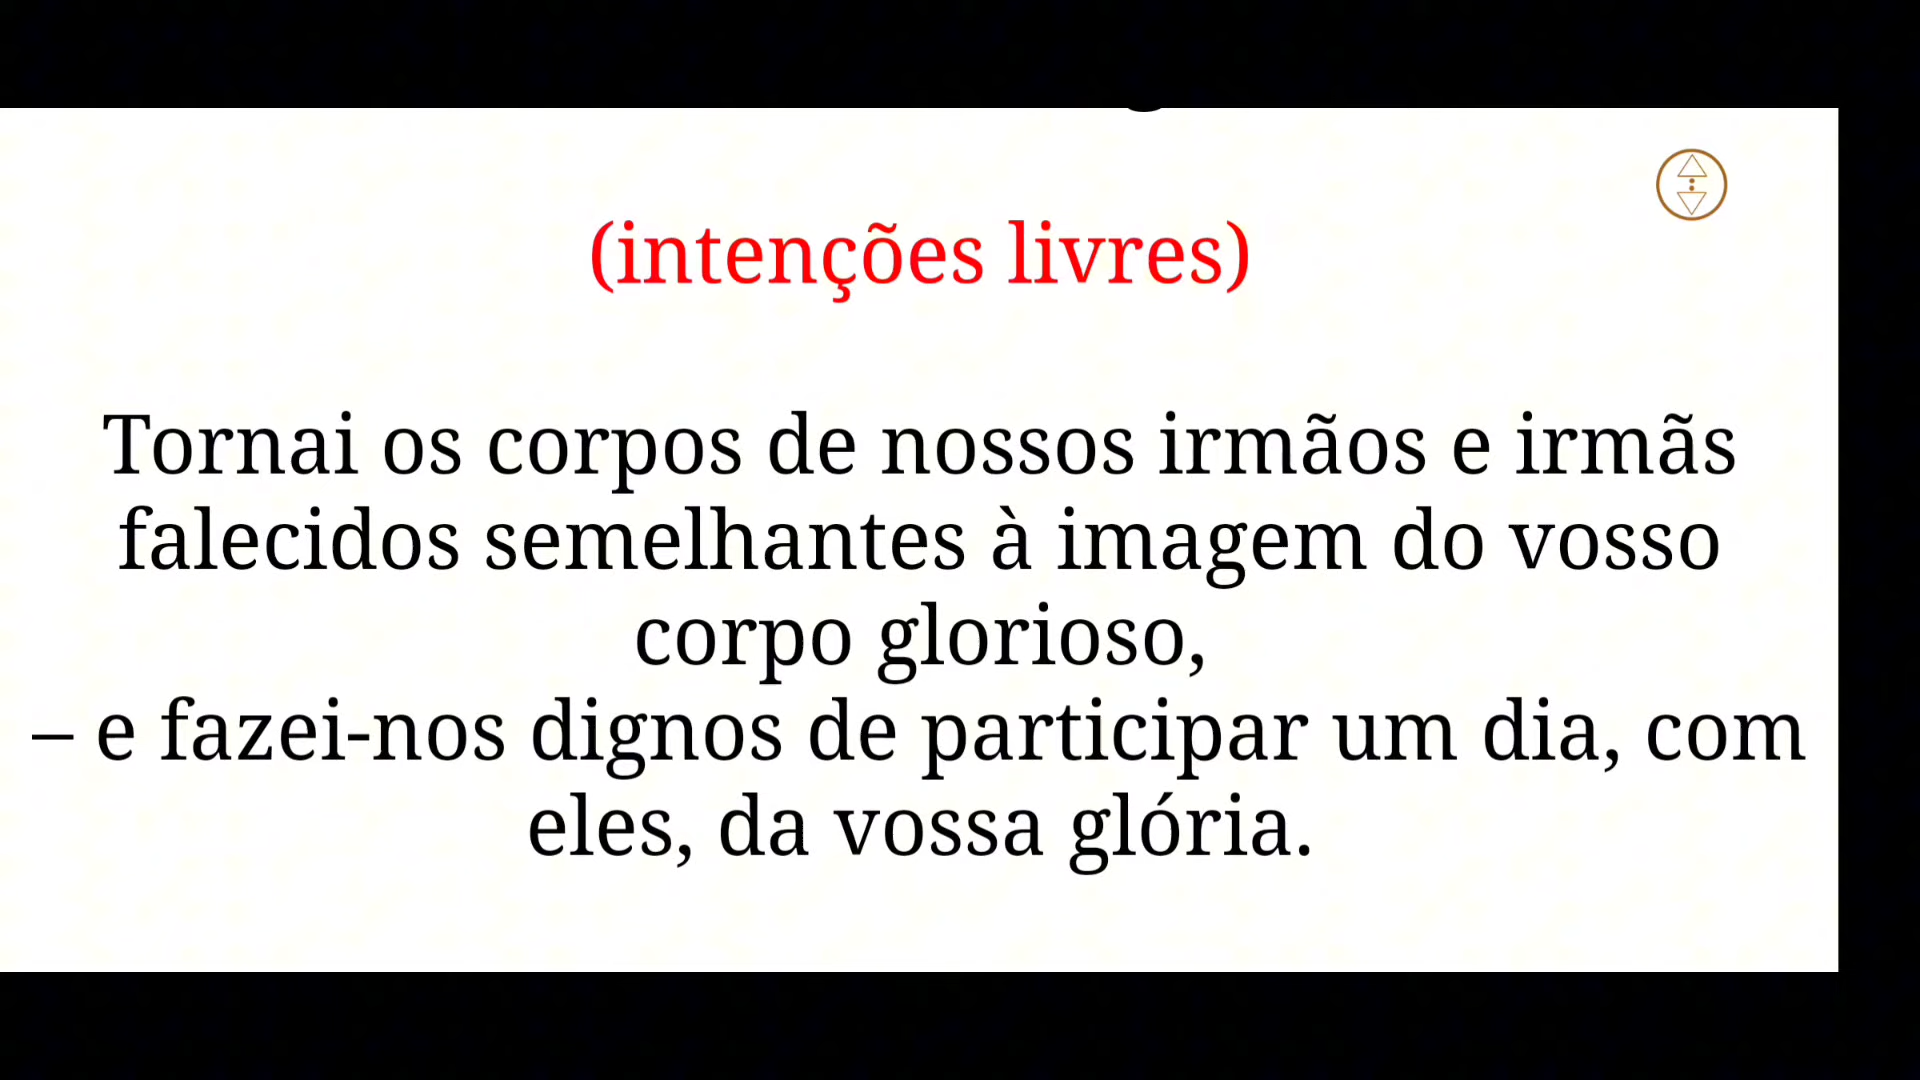 (intenções livres)
Tornai os corpos de nossos irmãos e irmãs
falecidos semelhantes à imagem do vosso
corpo glorioso,
– e fazei-nos dignos de participar um dia, com
eles, da vossa glória.